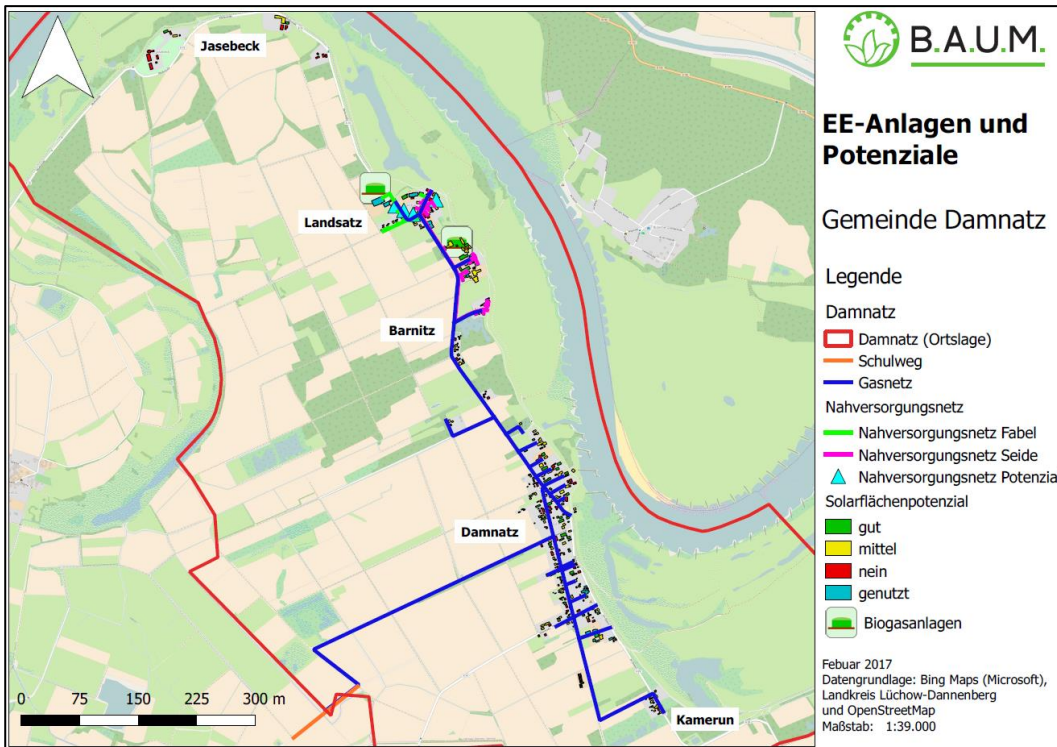 Jasebeck
Landsatz
Barnitz
Damnatz
Kamerun
0 75 150 225 300 m
B.A.U.M.
EE-Anlagen und
Potenziale
Gemeinde Damnatz
Legende
Damnatz
Damnatz (Ortslage)
Schulweg
Gasnetz
Nahversorgungsnetz
Nahversorgungsnetz Fabel
Nahversorgungsnetz Seide
Nahversorgungsnetz Potenzia
Solarflächenpotenzial
gut
mittel
nein
genutzt
Biogasanlagen
Febuar 2017
Datengrundlage: Bing Maps (Microsoft),
Landkreis Lüchow-Dannenberg
und OpenStreetMap
Maßstab: 1:39.000